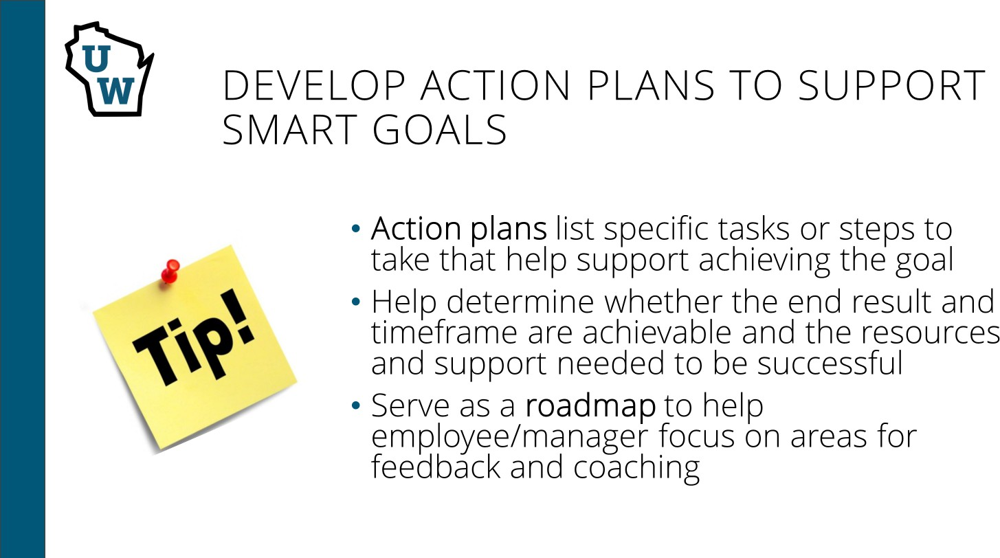 U
W
DEVELOP ACTION PLANS TO SUPPORT
SMART GOALS
Tip!
• Action plans list specific tasks or steps to
take that help support achieving the goal
• Help determine whether the end result and
timeframe are achievable and the resources
and support needed to be successful
• Serve as a roadmap to help
employee/manager focus on areas for
feedback and coaching